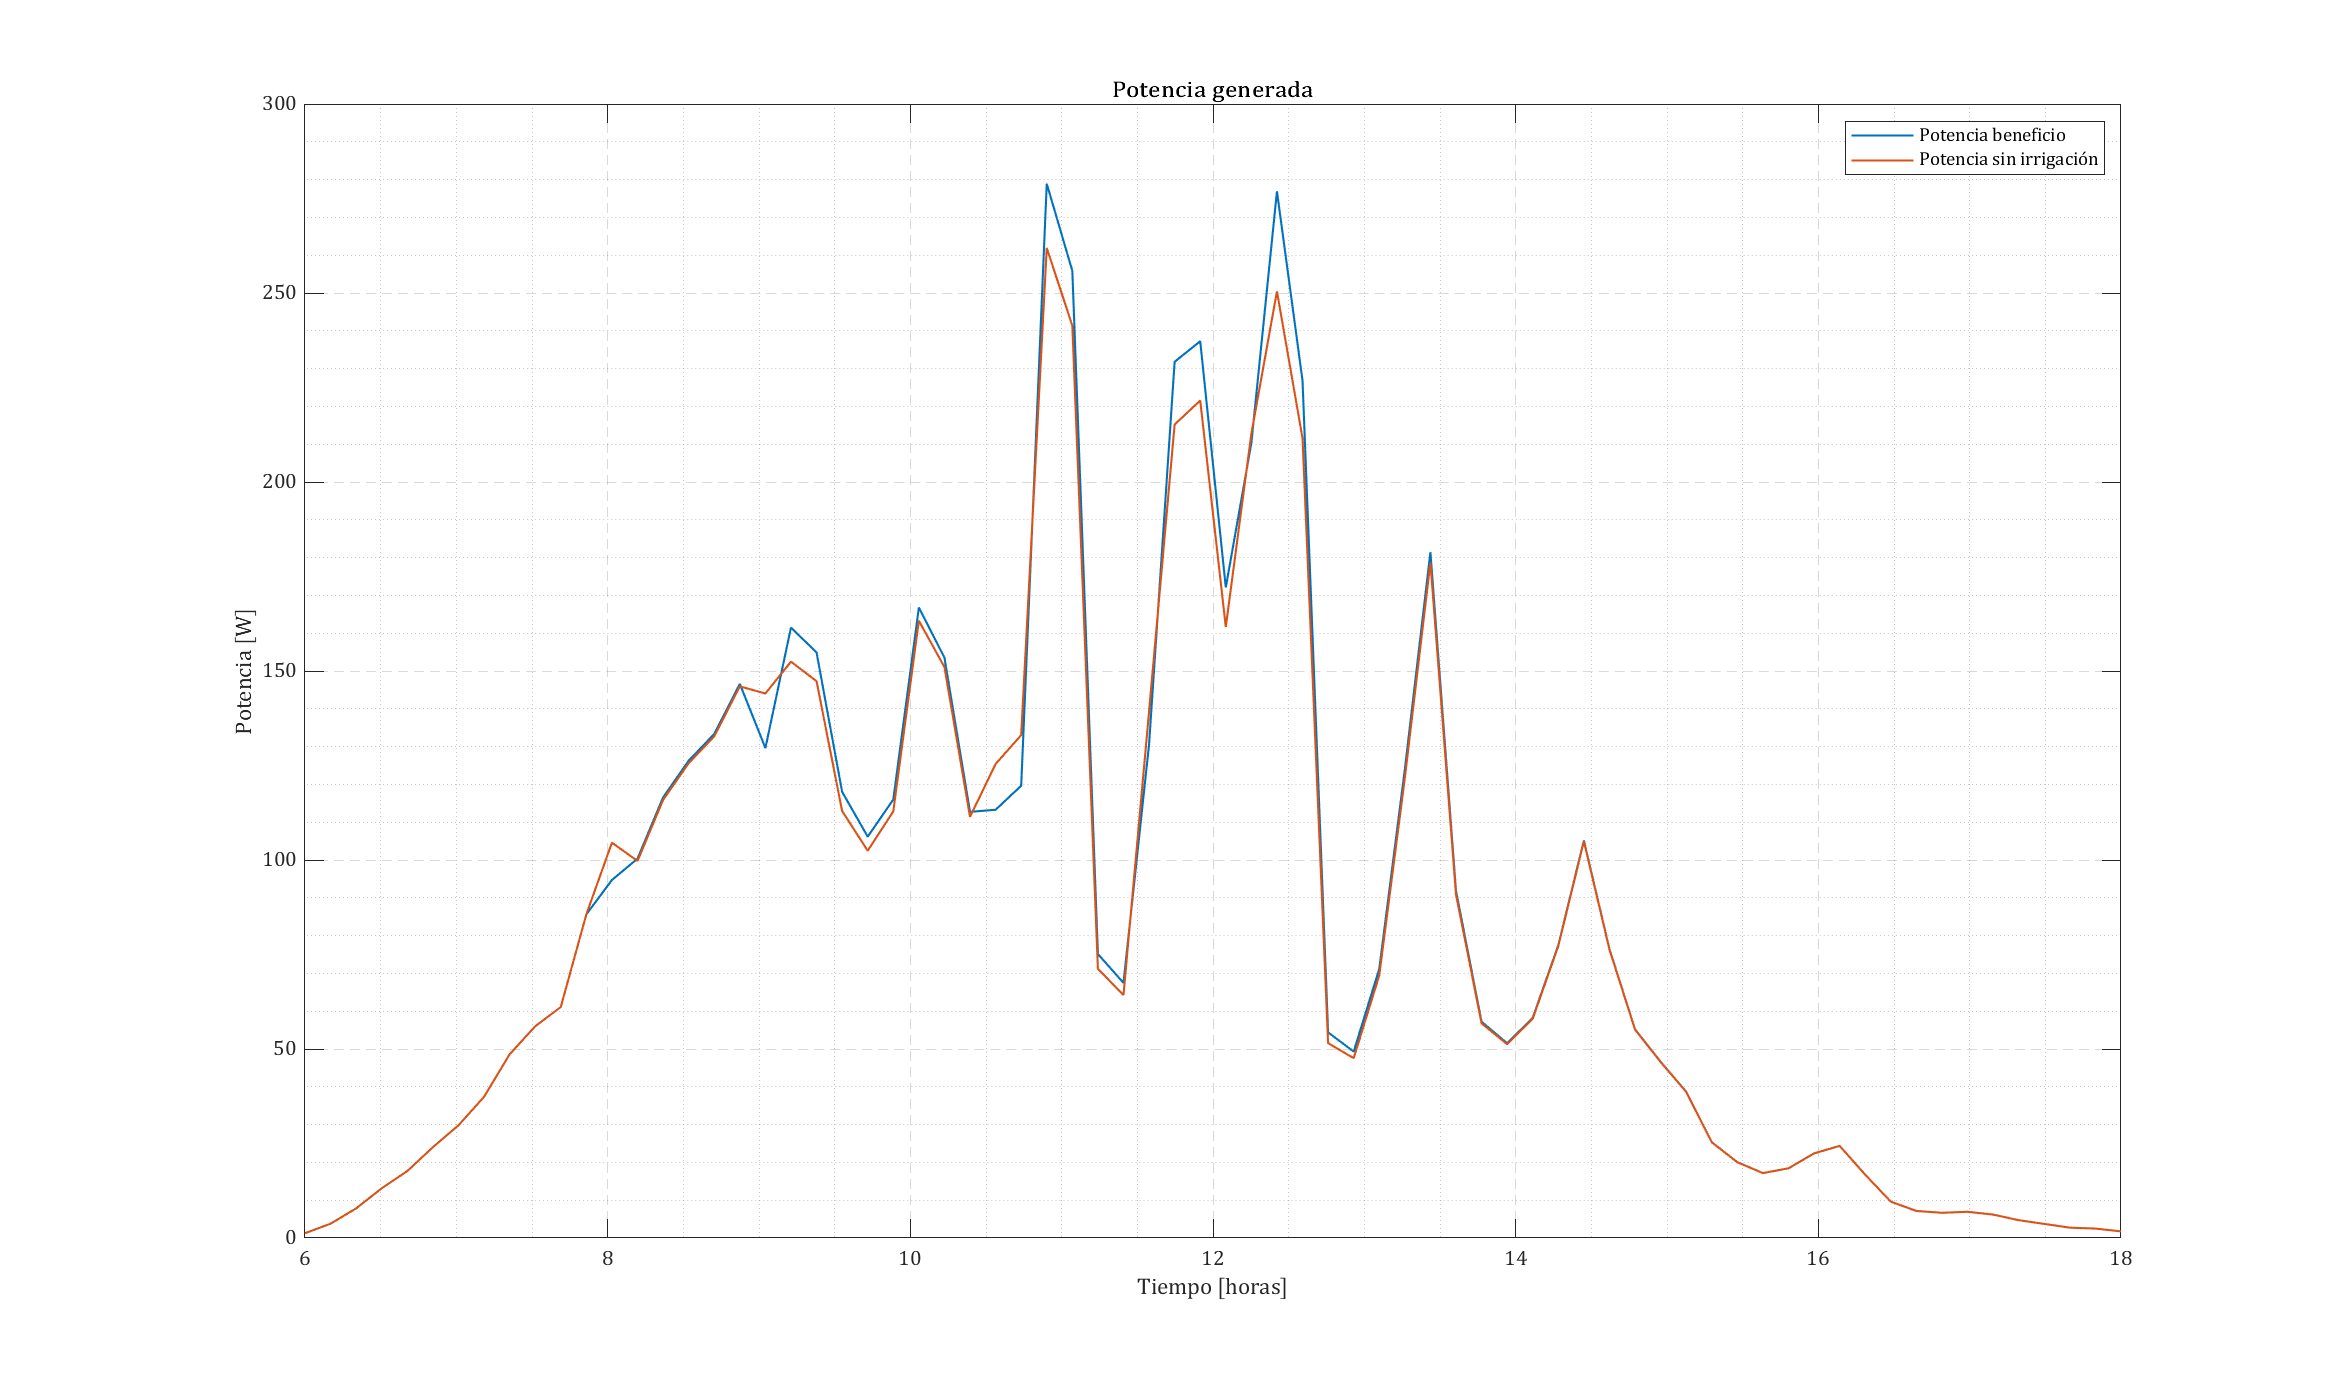 Potencia generada
300
250
200
150
100
50
0
Potencia [W]
Potencia beneficio
Potencia sin irrigación
6
8
10
12
14
16
18
Tiempo [horas]